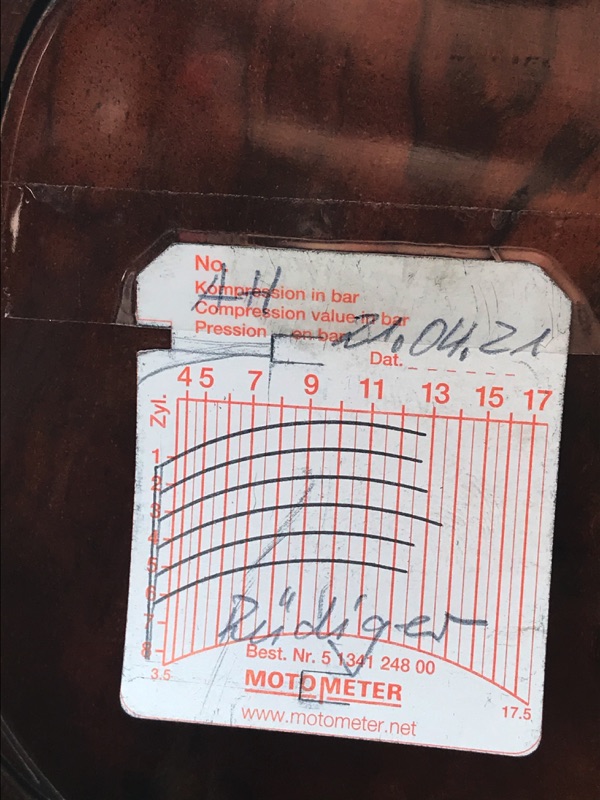 No.
Kompression in bar
Compression value in bar
Pression en bar
21.04.21
Dat.
4 5 7 9 11 13 15 17
Zyl.
1
2
3
4
5
6
7
8
Rüdiger
Best. Nr. 5 1341 248 00
3.5
MOTOMETER
17.5
www.motometer.net